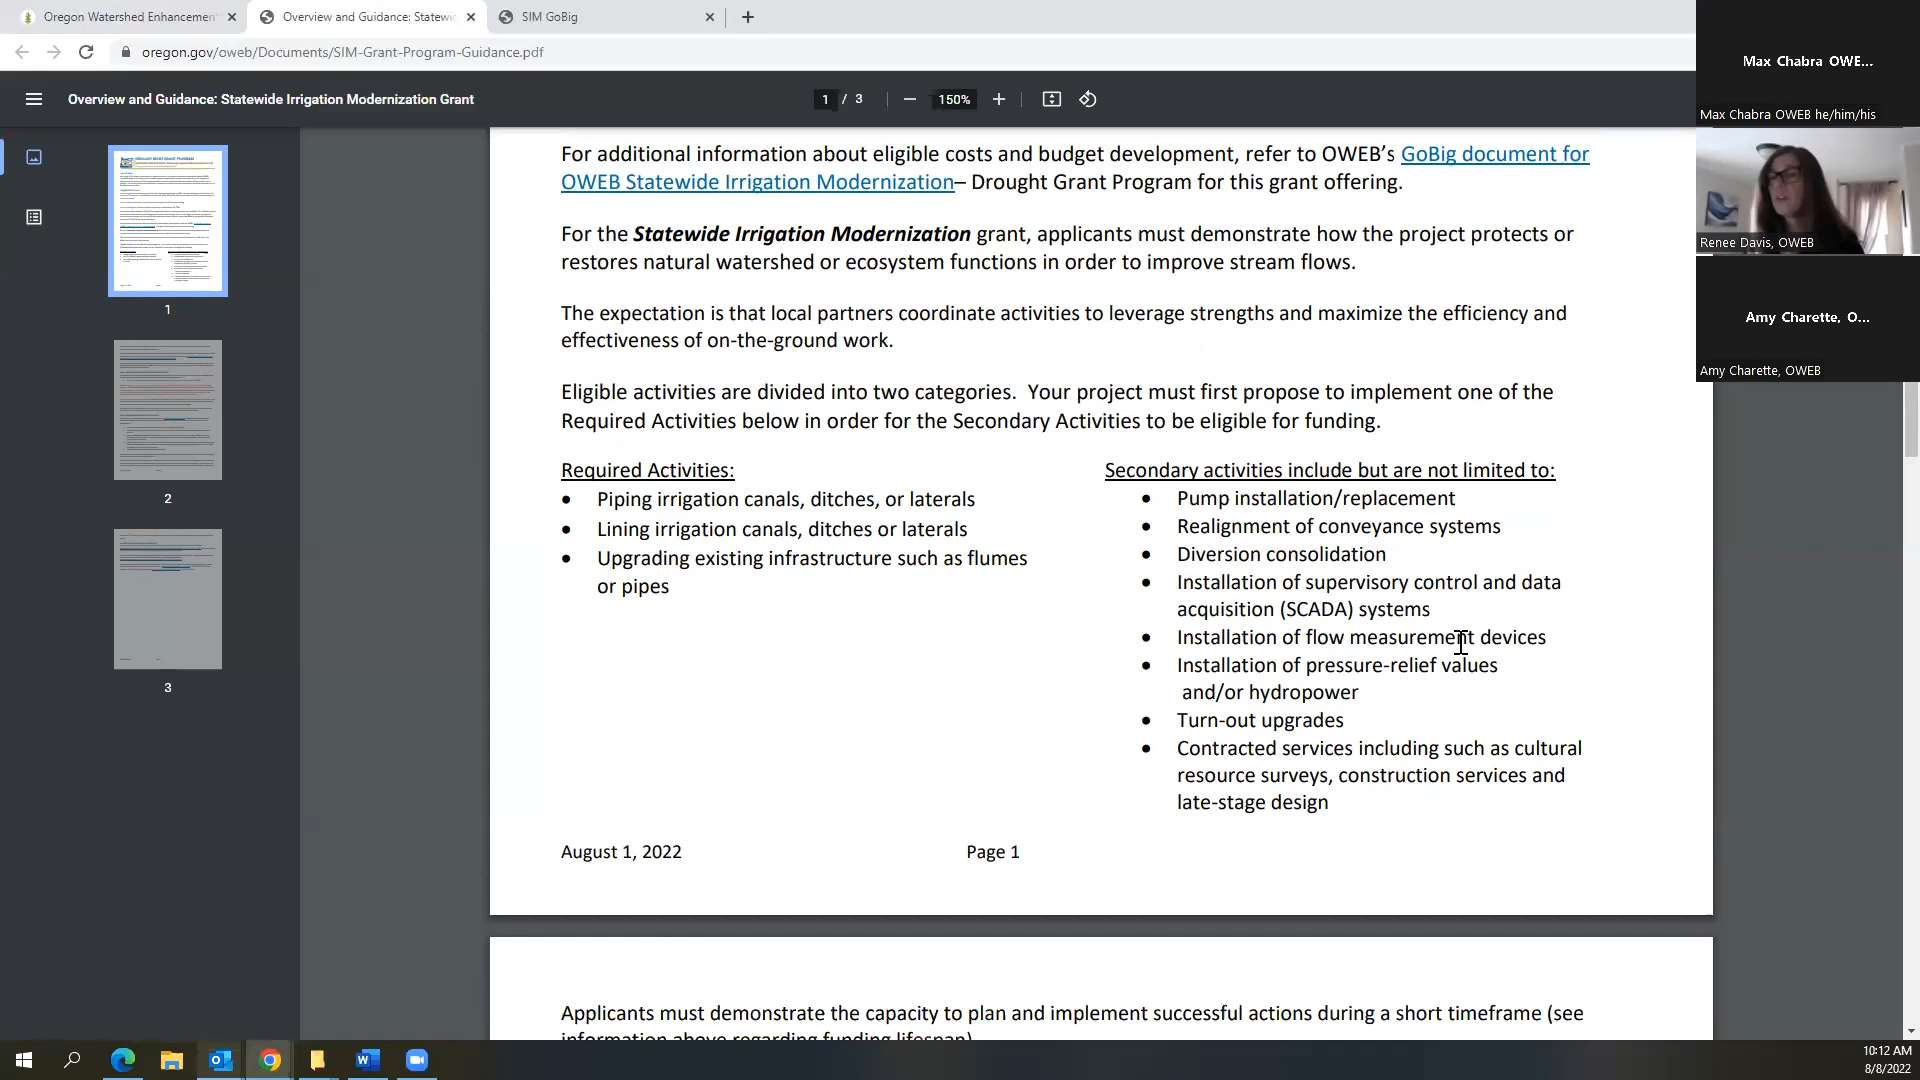 Oregon Watershed Enhancement
Overview and Guidance: Statewi
SIM GoBig
oregon.gov/oweb/Documents/SIM-Grant-Program-Guidance.pdf
Overview and Guidance: Statewide Irrigation Modernization Grant
1 / 3
150%
Max Chabra OWE...
Max Chabra OWEB he/him/his
Renee Davis, OWEB
Amy Charette, O...
Amy Charette, OWEB
1
2
3
For additional information about eligible costs and budget development, refer to OWEB’s GoBig document for
OWEB Statewide Irrigation Modernization– Drought Grant Program for this grant offering.
For the Statewide Irrigation Modernization grant, applicants must demonstrate how the project protects or
restores natural watershed or ecosystem functions in order to improve stream flows.
The expectation is that local partners coordinate activities to leverage strengths and maximize the efficiency and
effectiveness of on-the-ground work.
Eligible activities are divided into two categories.  Your project must first propose to implement one of the
Required Activities below in order for the Secondary Activities to be eligible for funding.
Required Activities:
• Piping irrigation canals, ditches, or laterals
• Lining irrigation canals, ditches or laterals
• Upgrading existing infrastructure such as flumes
or pipes
Secondary activities include but are not limited to:
• Pump installation/replacement
• Realignment of conveyance systems
• Diversion consolidation
• Installation of supervisory control and data
acquisition (SCADA) systems
• Installation of flow measurement devices
• Installation of pressure-relief values
and/or hydropower
• Turn-out upgrades
• Contracted services including such as cultural
resource surveys, construction services and
late-stage design
August 1, 2022
Page 1
Applicants must demonstrate the capacity to plan and implement successful actions during a short timeframe (see
information above regarding funding lifespan)
10:12 AM
8/8/2022